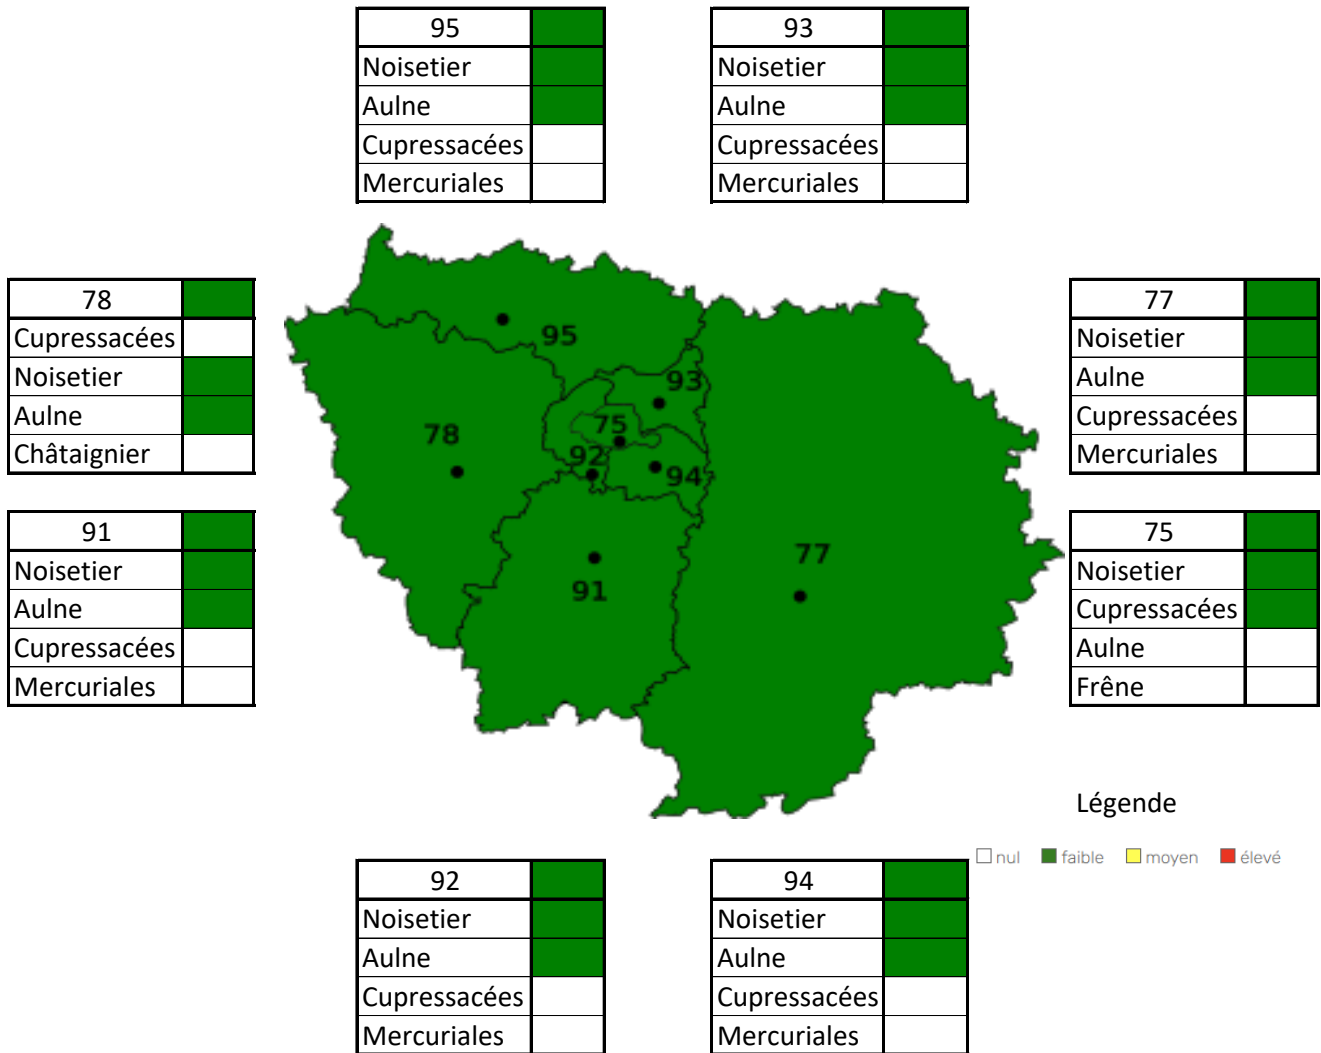 95
Noisetier
Aulne
Cupressacées
Mercuriales
93
Noisetier
Aulne
Cupressacées
Mercuriales
78
Cupressacées
Noisetier
Aulne
Châtaignier
77
Noisetier
Aulne
Cupressacées
Mercuriales
95
93
75
78
92
94
77
91
91
Noisetier
Aulne
Cupressacées
Mercuriales
75
Noisetier
Cupressacées
Aulne
Frêne
Légende
nul faible moyen élevé
92
Noisetier
Aulne
Cupressacées
Mercuriales
94
Noisetier
Aulne
Cupressacées
Mercuriales